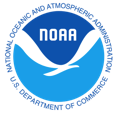 NATIONAL OCEANIC AND ATMOSPHERIC ADMINISTRATION
NOAA
U.S. DEPARTMENT OF COMMERCE